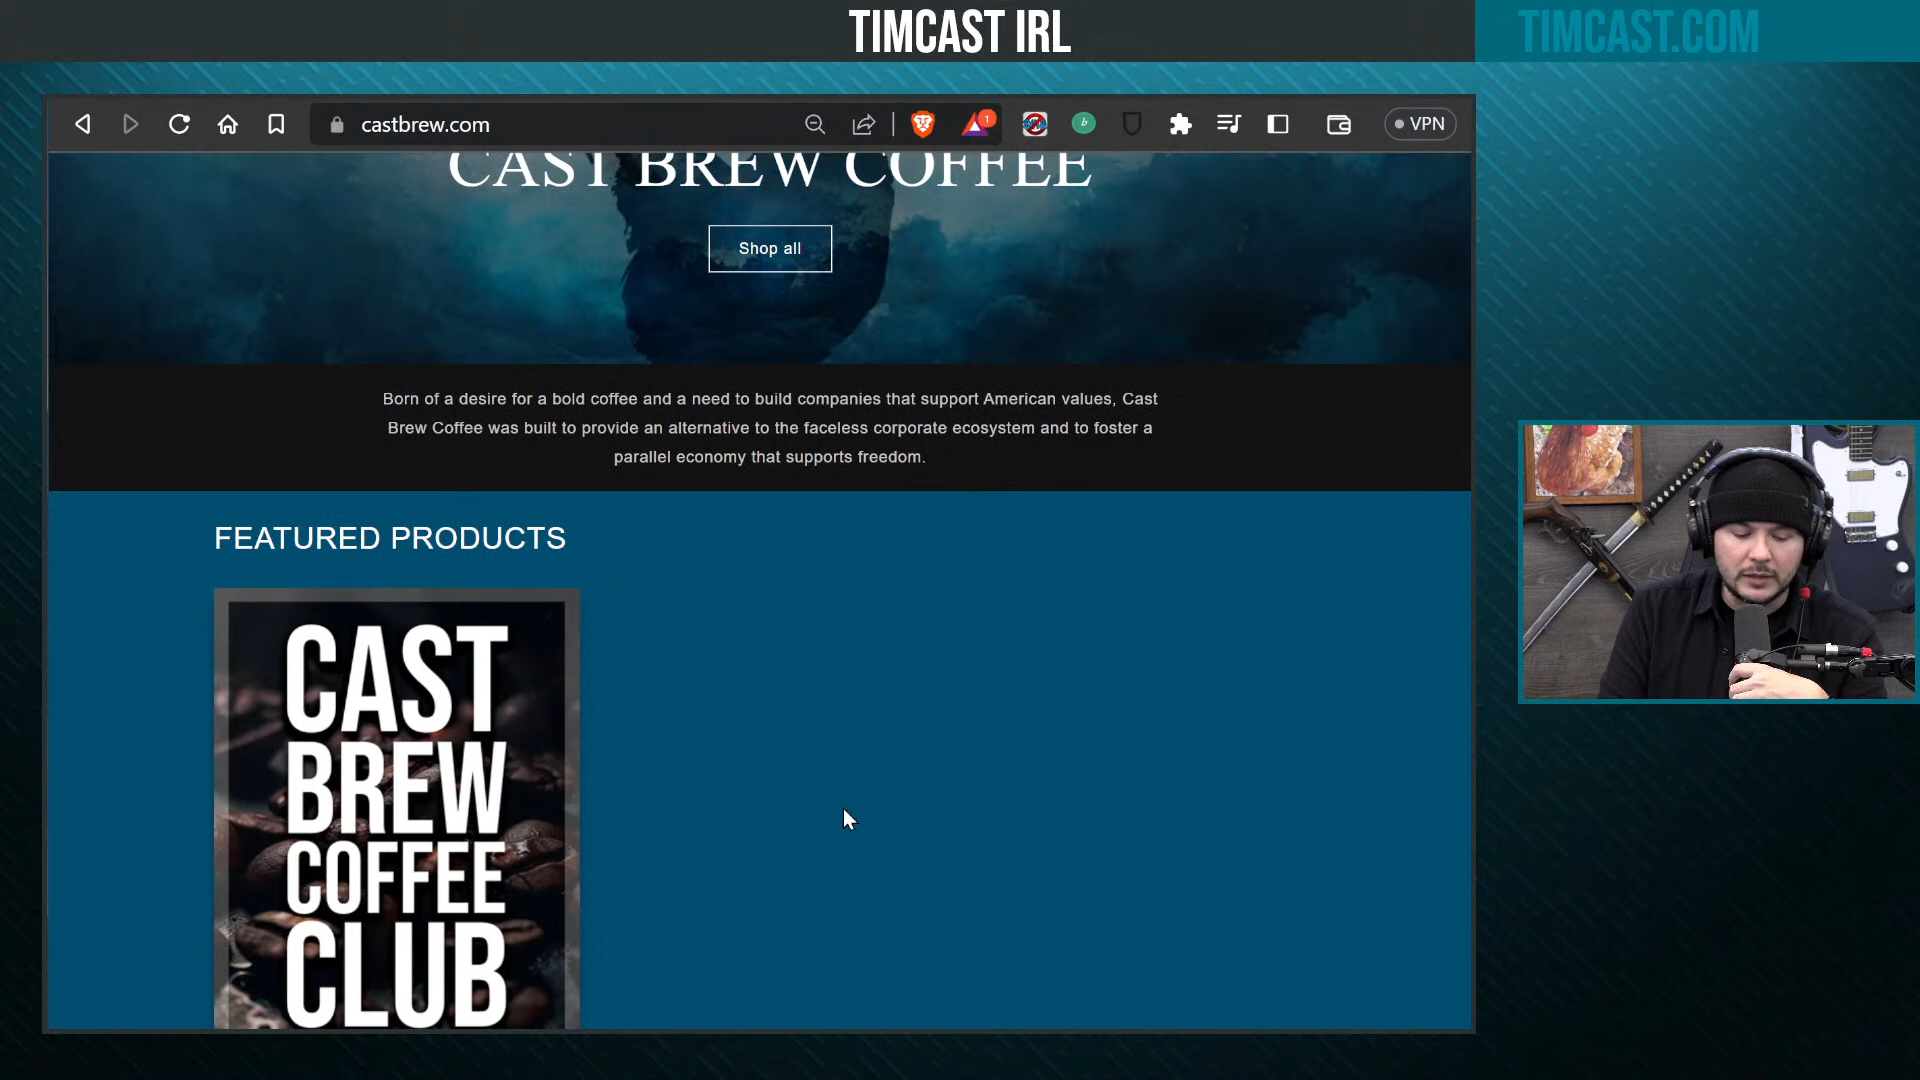 TIMCAST IRL
TIMCAST.COM
castbrew.com
1
b
VPN
CAST BREW COFFEE
Shop all
Born of a desire for a bold coffee and a need to build companies that support American values, Cast
Brew Coffee was built to provide an alternative to the faceless corporate ecosystem and to foster a
parallel economy that supports freedom.
FEATURED PRODUCTS
CAST
BREW
COFFEE
CLUB